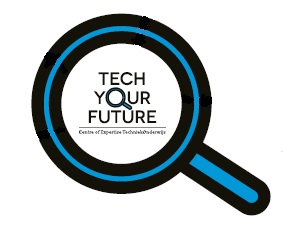 TECH
YOUR
FUTURE
Centre of Expertise TechniekOnderwijs